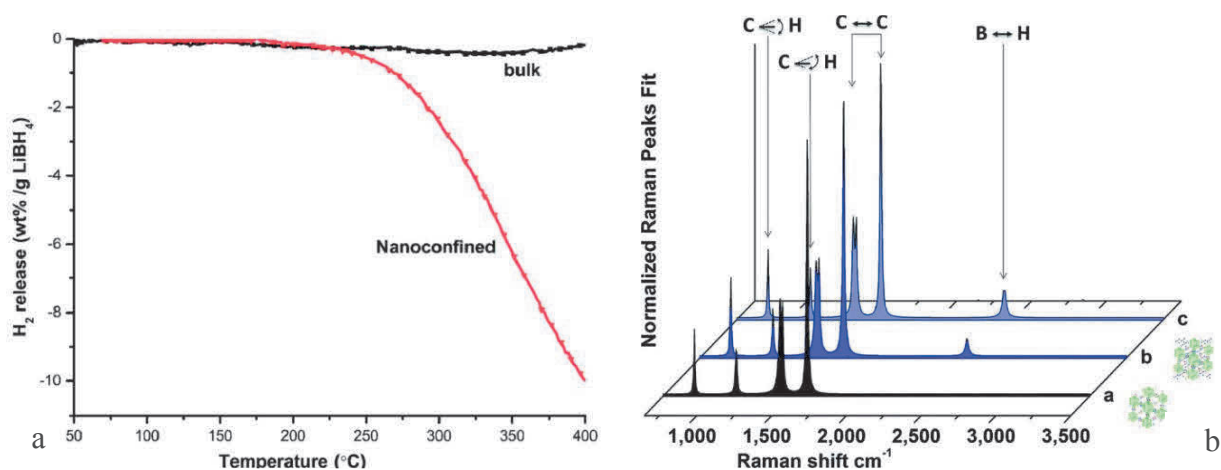 0
-2
-4
-6
-8
-10
H₂ release (wt% /g LiBH₄)
bulk
Nanoconfined
50
100
150
200
250
300
350
400
Temperature (°C)
a
C H
C H
C C
B H
Normalized Raman Peaks Fit
c
b
a
1,000
1,500
2,000
2,500
3,000
3,500
Raman shift cm⁻¹
b